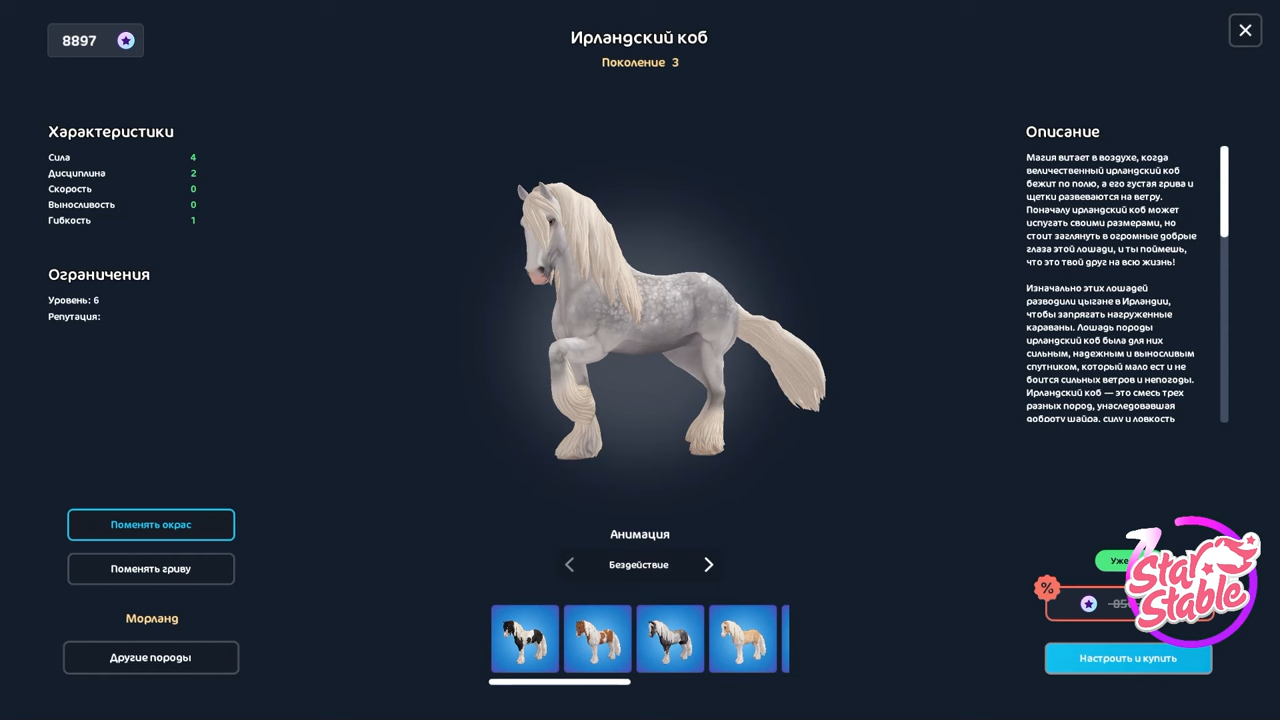 8897
Ирландский коб
Поколение 3
Характеристики
Сила 4
Дисциплина 2
Скорость 0
Выносливость 0
Гибкость 1
Ограничения
Уровень: 6
Репутация:
Описание
Магия витает в воздухе, когда
величественный ирландский коб
бежит по полю, а его густая грива и
щетки развеваются на ветру.
Поначалу ирландский коб может
испугать своими размерами, но
стоит заглянуть в огромные добрые
глаза этой лошади, и ты поймешь,
что это твой друг на всю жизнь!
Изначально этих лошадей
разводили цыгане в Ирландии,
чтобы запрягать нагруженные
караваны. Лошадь породы
ирландский коб была для них
сильным, надежным и выносливым
спутником, который мало ест и не
боится сильных ветров и непогоды.
Ирландский коб — это смесь трех
разных пород, унаследовавшая
доброту шайра, силу и ловкость
Поменять окрас
Поменять гриву
Морланд
Другие породы
Анимация
Бездействие
%
Star
Stable
Настроить и купить